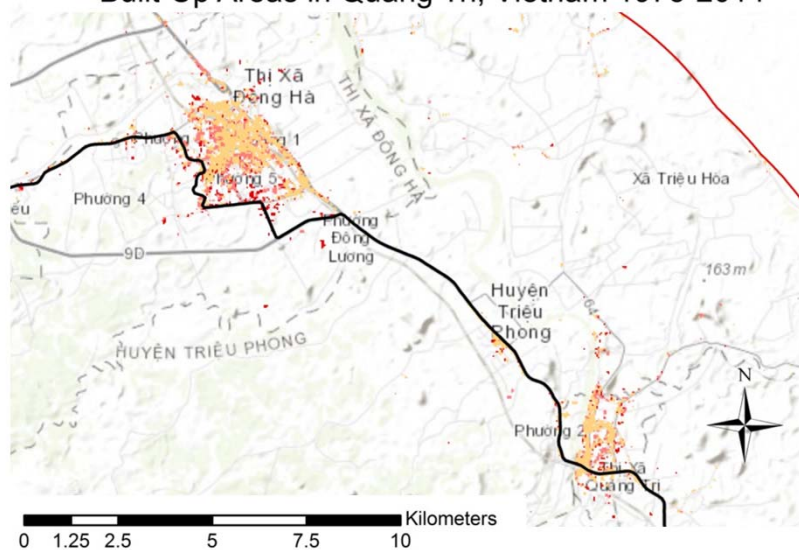 Thị Xã
Đông Hà
THỊ XÃ ĐÔNG HÀ
Phường 4
Xã Triệu Hóa
9D
Phường
Đông
Lương
163 m
Huyện
Triệu
Phong
64
HUYỆN TRIỆU PHONG
N
Phường 2
Thị Xã
Quảng Trị
Kilometers
0 1.25 2.5 5 7.5 10